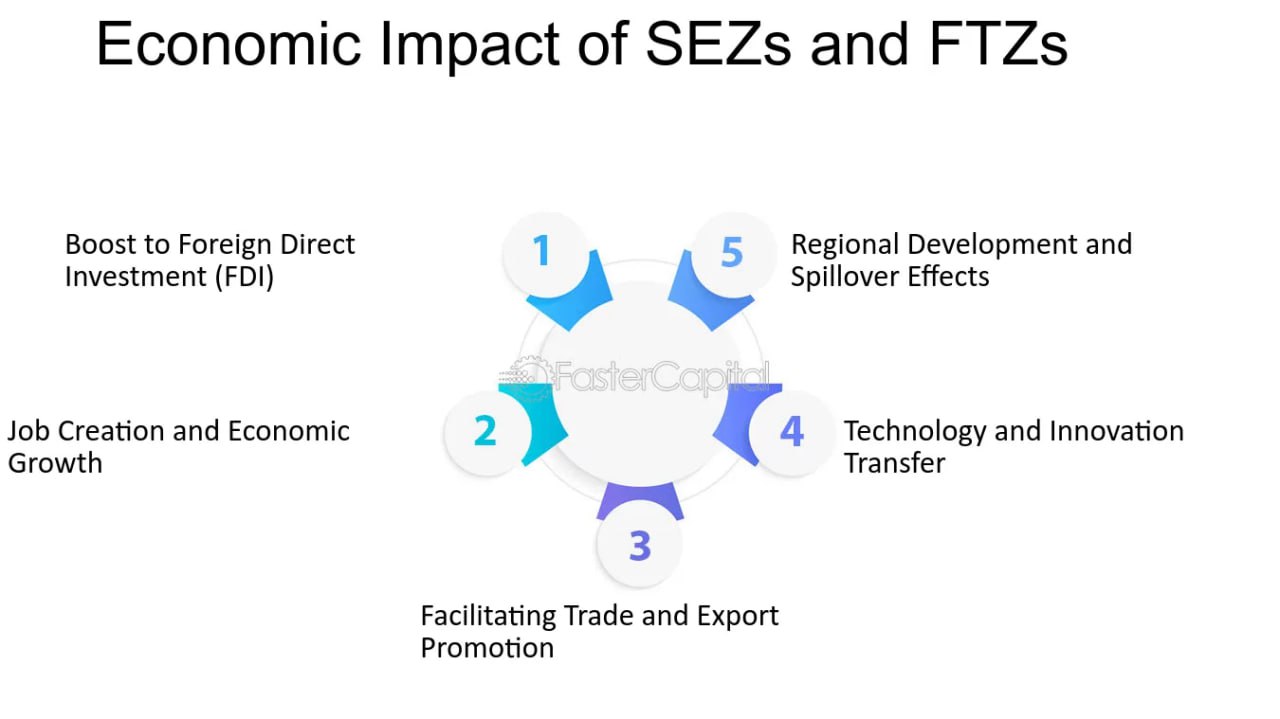 Economic Impact of SEZs and FTZs
1
Boost to Foreign Direct
Investment (FDI)
2
Job Creation and Economic
Growth
3
Facilitating Trade and Export
Promotion
4
Technology and Innovation
Transfer
5
Regional Development and
Spillover Effects
FasterCapital